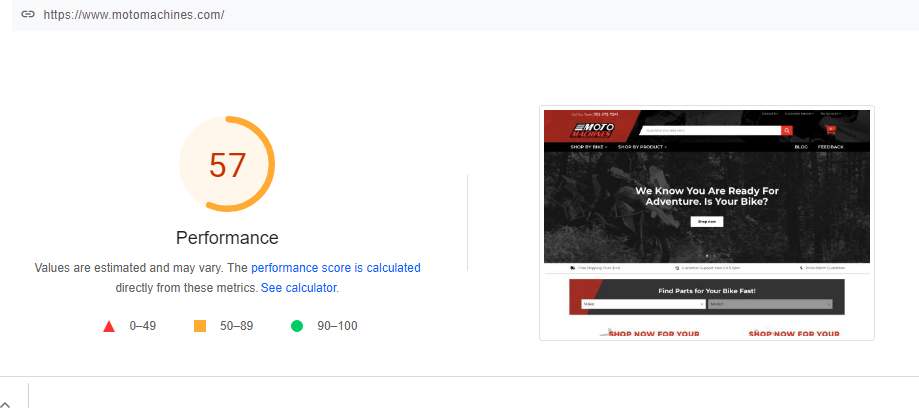 https://www.motomachines.com/
57
Performance
Values are estimated and may vary. The performance score is calculated
directly from these metrics. See calculator.
0–49
50–89
90–100
MOTO
MACHINES
SHOP BY BIKE
SHOP BY PRODUCT
BLOG
FEEDBACK
We Know You Are Ready For
Adventure. Is Your Bike?
Shop now
Find Parts for Your Bike Fast!
Make
Model
SHOP NOW FOR YOUR
SHOP NOW FOR YOUR